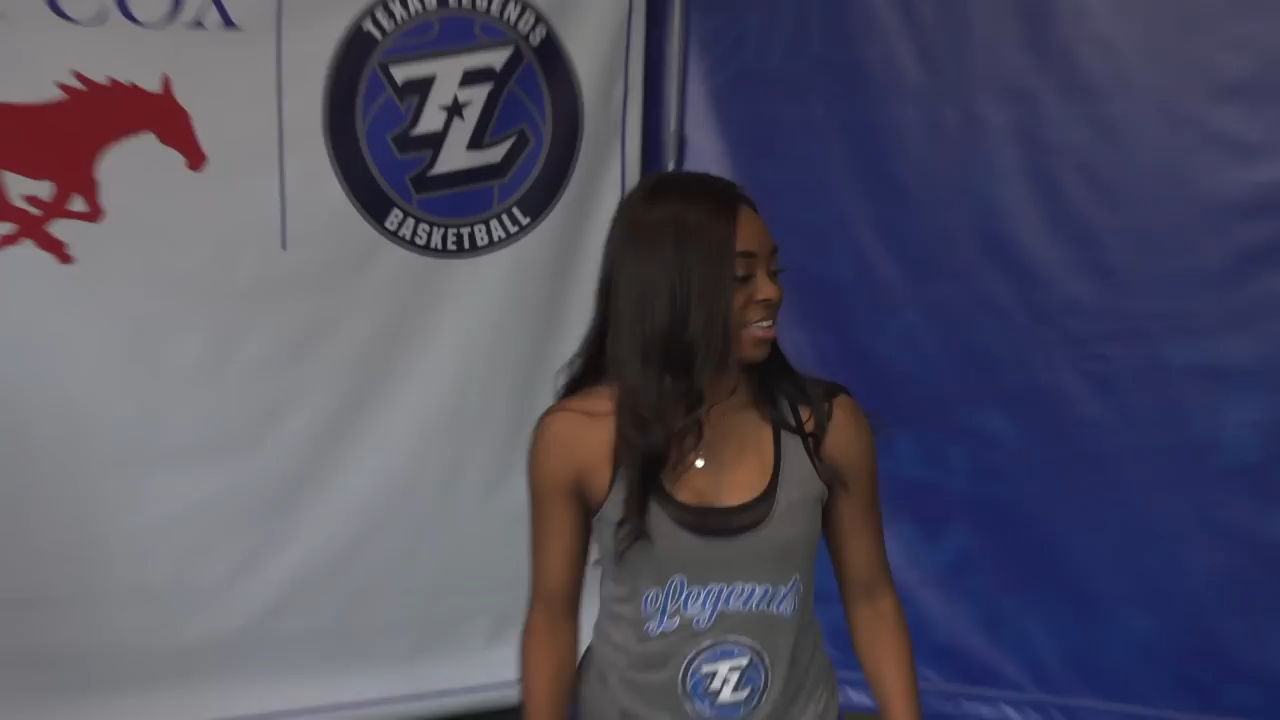 COX
TEXAS LEGENDS
TL
BASKETBALL
Legends
TL